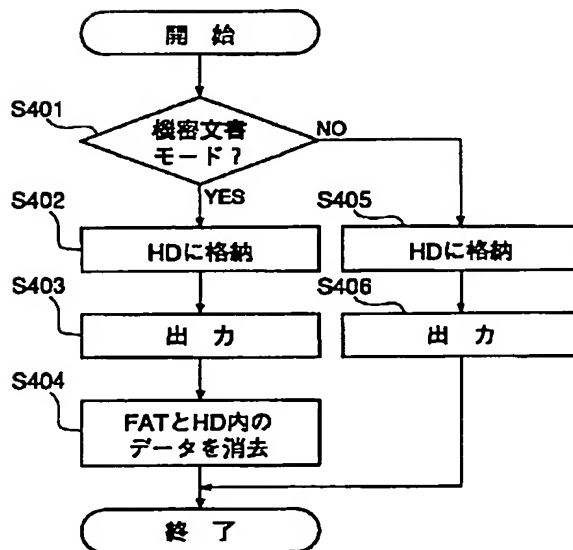 開 始
S401
機密文書
モード?
NO
YES
S402
HDに格納
S405
HDに格納
S403
出 力
S406
出 力
S404
FATとHD内の
データを消去
終 了